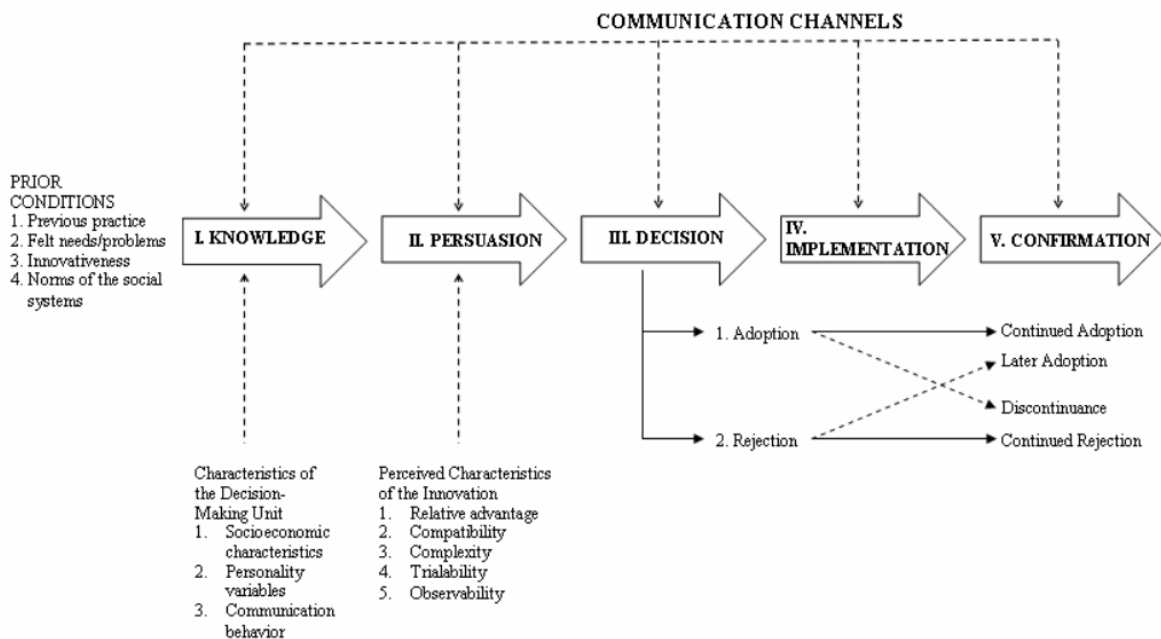 COMMUNICATION CHANNELS
PRIOR
CONDITIONS
1. Previous practice
2. Felt needs/problems
3. Innovativeness
4. Norms of the social
systems
I. KNOWLEDGE
II. PERSUASION
III. DECISION
IV.
IMPLEMENTATION
V. CONFIRMATION
1. Adoption
2. Rejection
Continued Adoption
Later Adoption
Discontinuance
Continued Rejection
Characteristics of
the Decision-
Making Unit
1. Socioeconomic
characteristics
2. Personality
variables
3. Communication
behavior
Perceived Characteristics
of the Innovation
1. Relative advantage
2. Compatibility
3. Complexity
4. Trialability
5. Observability